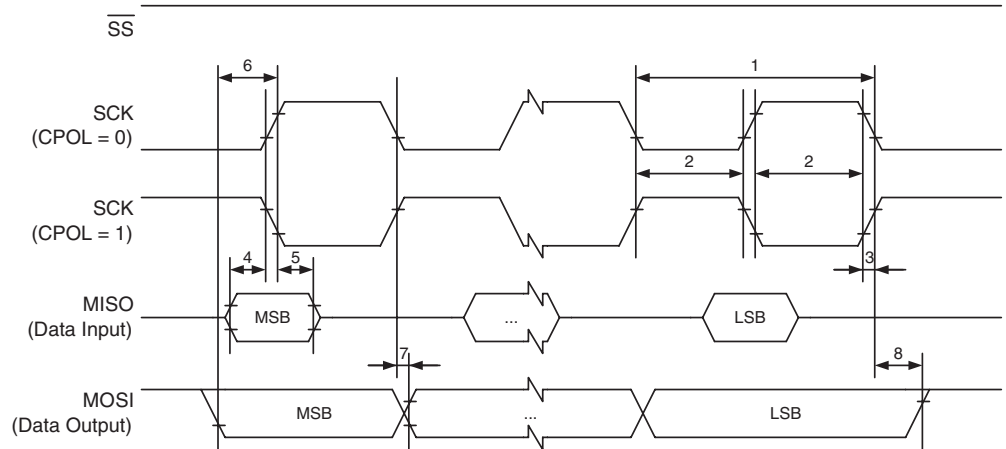 SS
6
1
SCK
(CPOL = 0)
2
2
SCK
(CPOL = 1)
4
5
3
MISO
(Data Input)
MSB
...
LSB
7
8
MOSI
(Data Output)
MSB
...
LSB